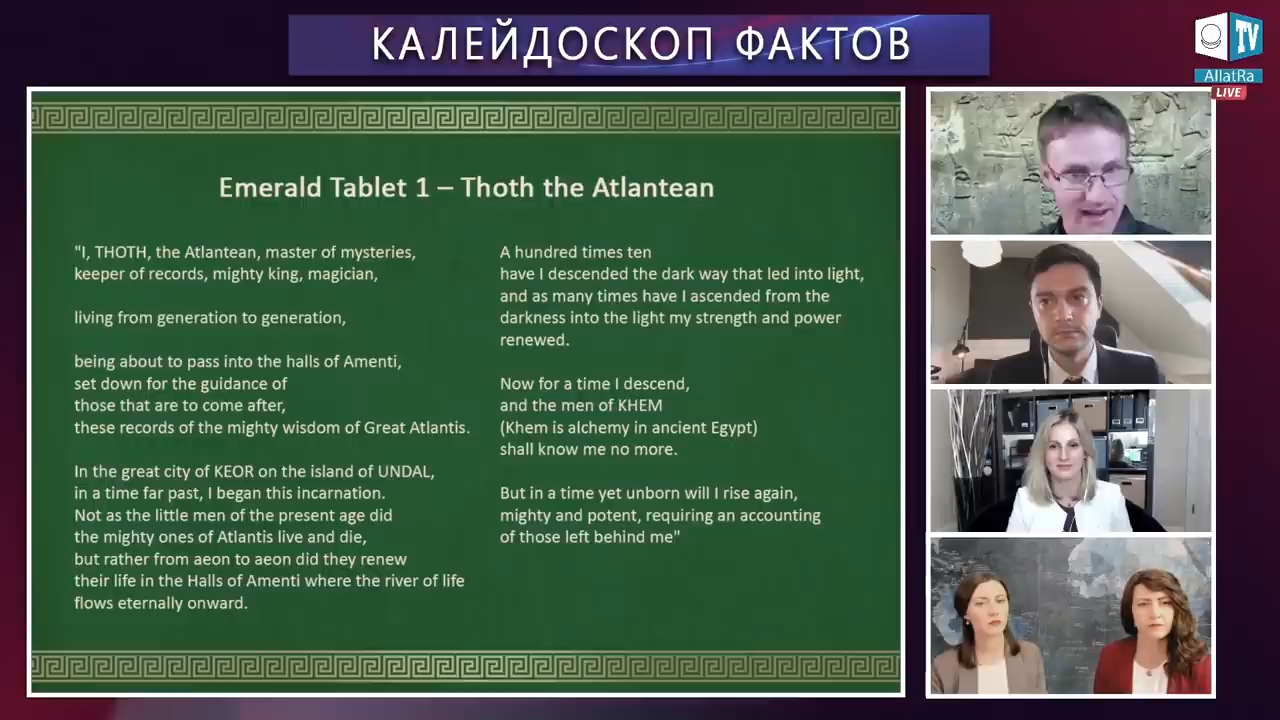 КАЛЕЙДОСКОП ФАКТОВ
TV
AllatRa
LIVE
Emerald Tablet 1 – Thoth the Atlantean
"I, THOTH, the Atlantean, master of mysteries,
keeper of records, mighty king, magician,
living from generation to generation,
being about to pass into the halls of Amenti,
set down for the guidance of
those that are to come after,
these records of the mighty wisdom of Great Atlantis.
In the great city of KEOR on the island of UNDAL,
in a time far past, I began this incarnation.
Not as the little men of the present age did
the mighty ones of Atlantis live and die,
but rather from aeon to aeon did they renew
their life in the Halls of Amenti where the river of life
flows eternally onward.
A hundred times ten
have I descended the dark way that led into light,
and as many times have I ascended from the
darkness into the light my strength and power
renewed.
Now for a time I descend,
and the men of KHEM
(Khem is alchemy in ancient Egypt)
shall know me no more.
But in a time yet unborn will I rise again,
mighty and potent, requiring an accounting
of those left behind me"